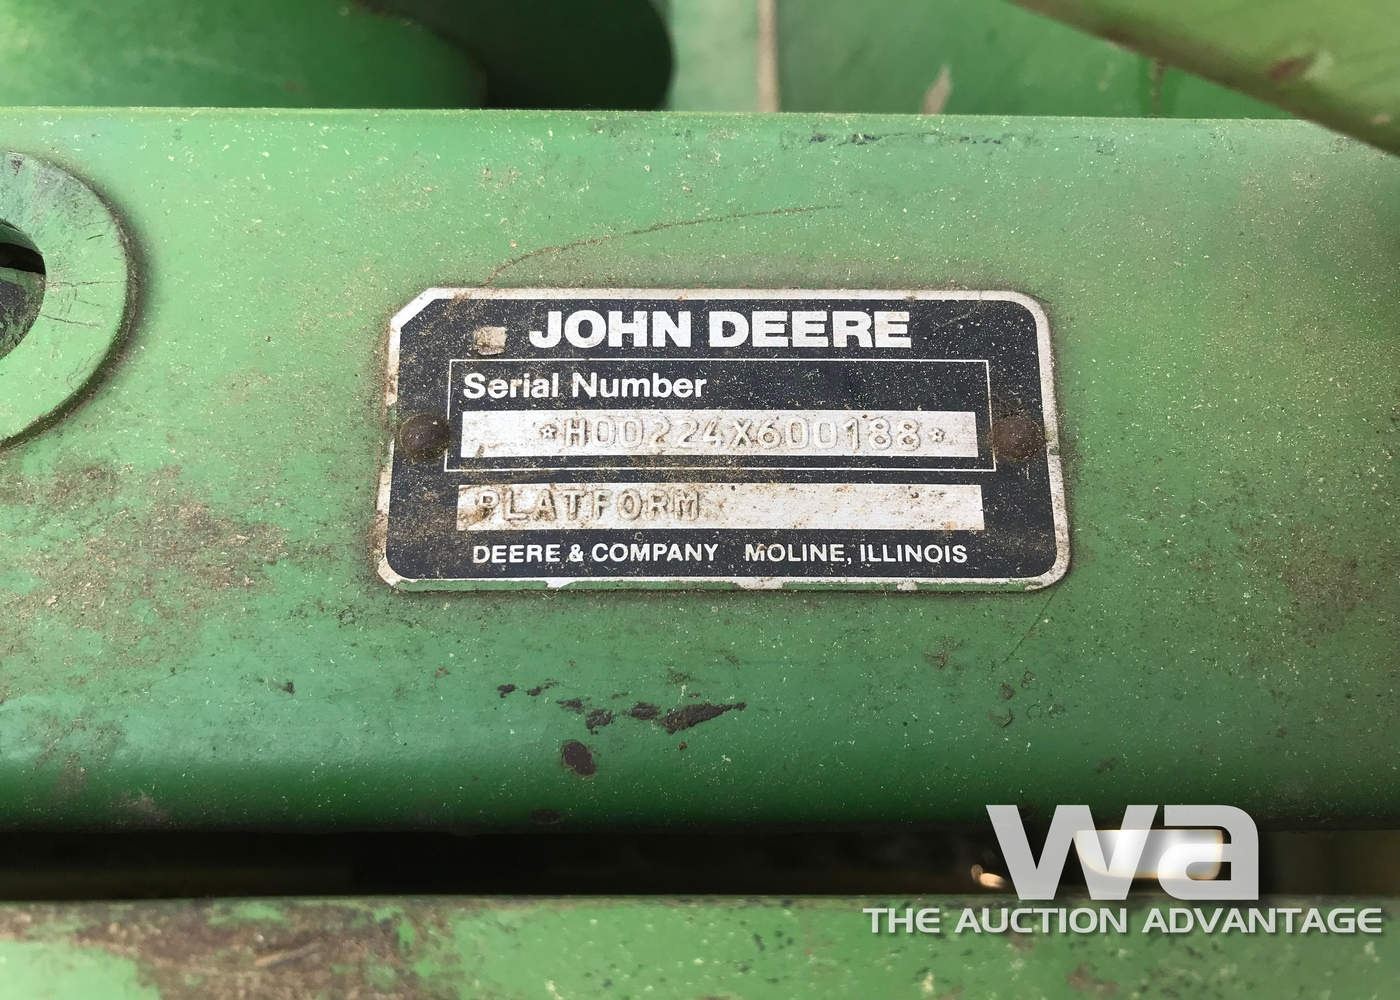 JOHN DEERE
Serial Number
*H00224X600188*
PLATFORM
DEERE & COMPANY MOLINE, ILLINOIS
wa
THE AUCTION ADVANTAGE